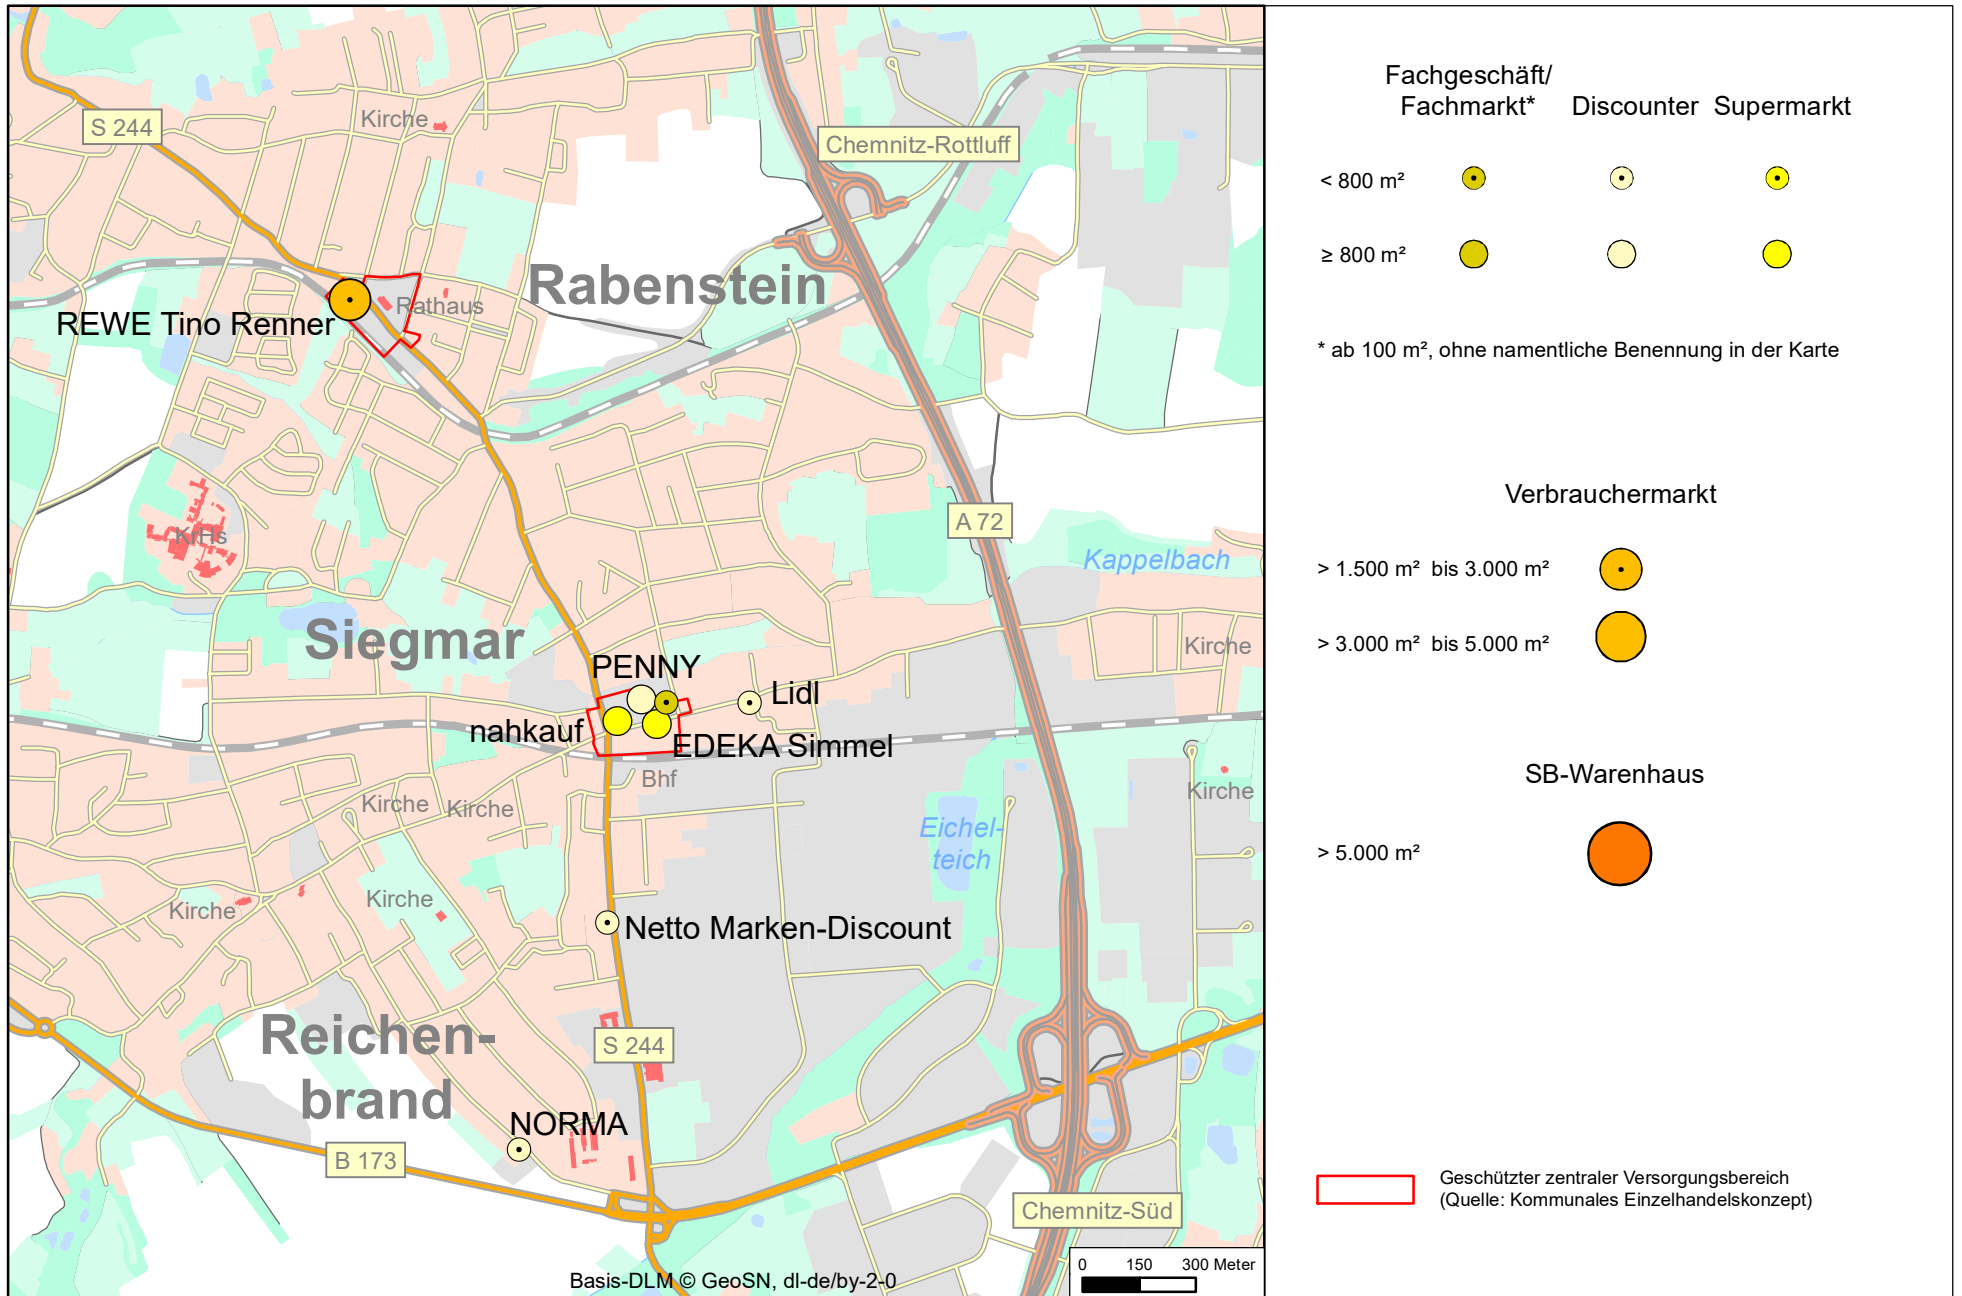 S 244
Kirche
Chemnitz-Rottluff
Rabenstein
Rathaus
REWE Tino Renner
A 72
KrHs
Kappelbach
Siegmar
Kirche
PENNY
Lidl
nahkauf
EDEKA Simmel
Bhf
Kirche
Kirche
Kirche
Eichel-
teich
Kirche
Kirche
Netto Marken-Discount
Reichen-
brand
S 244
NORMA
B 173
Chemnitz-Süd
Basis-DLM © GeoSN, dl-de/by-2-0
0 150 300 Meter
Fachgeschäft/
Fachmarkt* Discounter Supermarkt
< 800 m²
≥ 800 m²
* ab 100 m², ohne namentliche Benennung in der Karte
Verbrauchermarkt
> 1.500 m² bis 3.000 m²
> 3.000 m² bis 5.000 m²
SB-Warenhaus
> 5.000 m²
Geschützter zentraler Versorgungsbereich
(Quelle: Kommunales Einzelhandelskonzept)